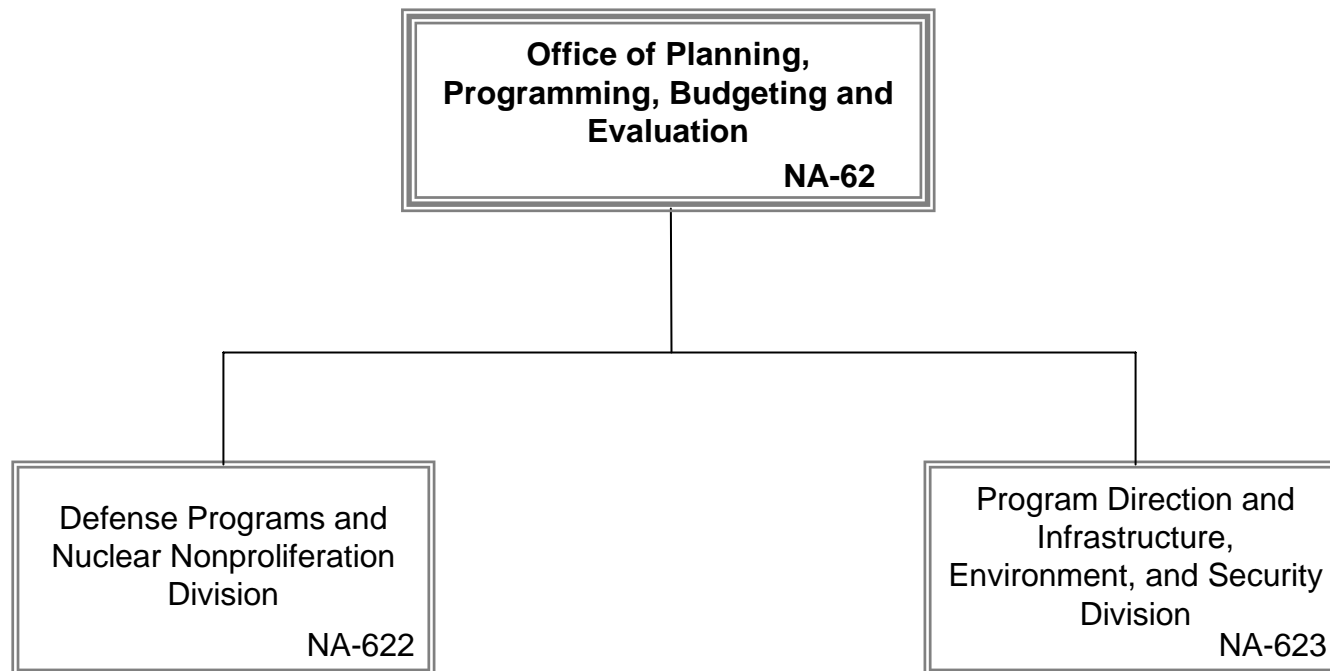 Office of Planning,
Programming, Budgeting and
Evaluation
NA-62
Defense Programs and
Nuclear Nonproliferation
Division
NA-622
Program Direction and
Infrastructure,
Environment, and Security
Division
NA-623